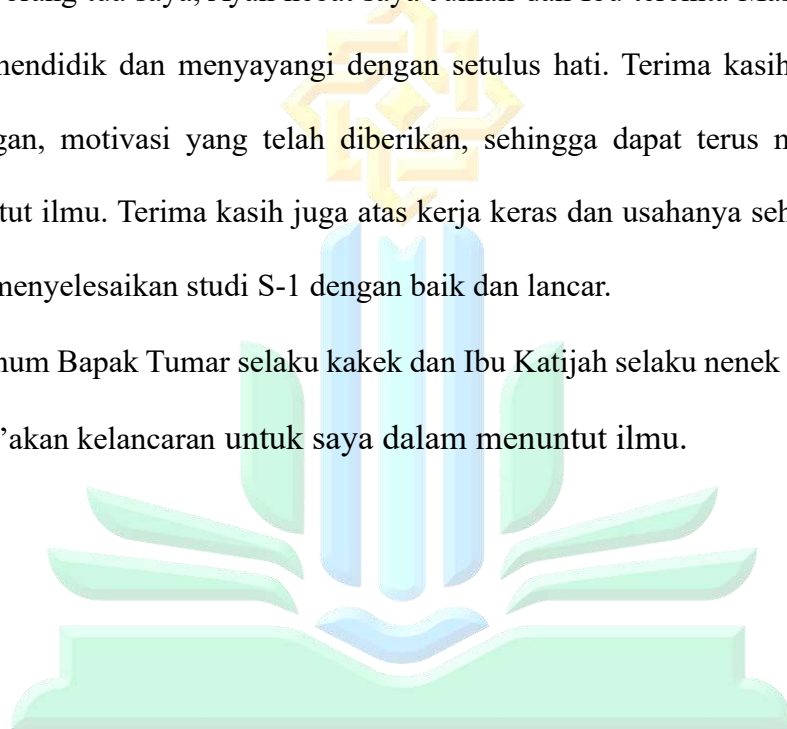 orang tua saya, Ayah hebat saya dan Ibu tercinta
mendidik dan menyayangi dengan setulus hati. Terima kasih
gan, motivasi yang telah diberikan, sehingga dapat terus
tut ilmu. Terima kasih juga atas kerja keras dan usahanya seh
menyelesaikan studi S-1 dengan baik dan lancar.
hum Bapak Tumar selaku kakek dan Ibu Katijah selaku nenek
'akan kelancaran untuk saya dalam menuntut ilmu.